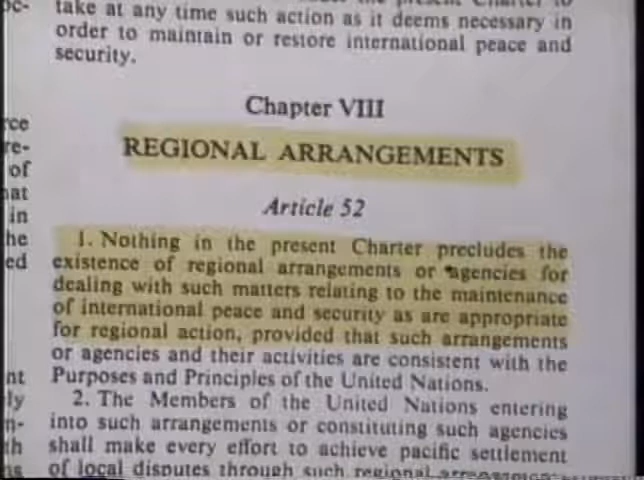 take at any time such action as it deems necessary in
order to maintain or restore international peace and
security.
Chapter VIII
REGIONAL ARRANGEMENTS
Article 52
1. Nothing in the present Charter precludes the
existence of regional arrangements or agencies for
dealing with such matters relating to the maintenance
of international peace and security as are appropriate
for regional action, provided that such arrangements
or agencies and their activities are consistent with the
Purposes and Principles of the United Nations.
2. The Members of the United Nations entering
into such arrangements or constituting such agencies
shall make every effort to achieve pacific settlement
of local disputes through such regional